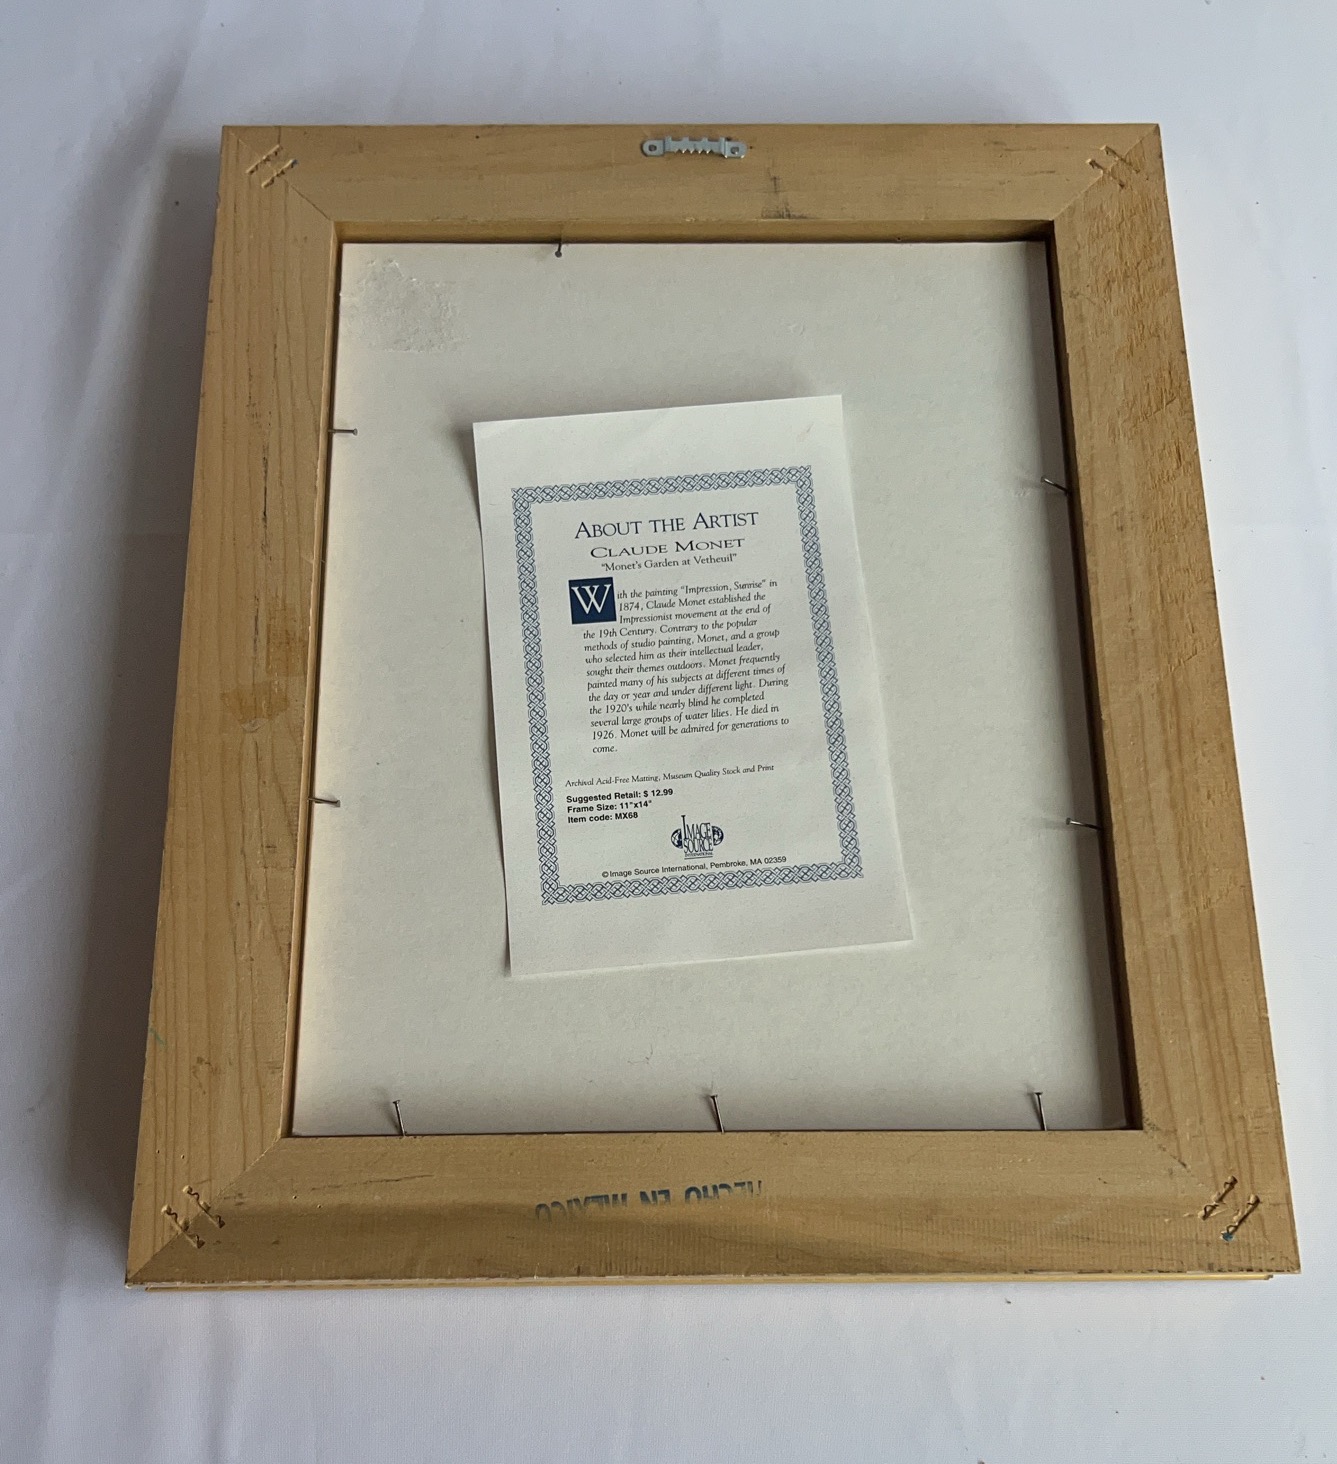 ABOUT THE ARTIST
CLAUDE MONET
"Monet's Garden at Vetheuil"
With the painting "Impression, Sunrise" in
1874, Claude Monet established the
Impressionist movement at the end of
the 19th Century. Contrary to the popular
methods of studio painting, Monet, and a group
who selected him as their intellectual leader,
sought their themes outdoors. Monet frequently
painted many of his subjects at different times of
the day or year and under different light. During
the 1920's while nearly blind he completed
several large groups of water lilies. He died in
1926. Monet will be admired for generations to
come.
Archival Acid-Free Matting, Museum Quality Stock and Print
Suggested Retail: $ 12.99
Frame Size: 11"x14"
Item code: MX68
IMAGE
SOURCE
INTERNATIONAL
© Image Source International, Pembroke, MA 02359
HECHO EN MEXICO